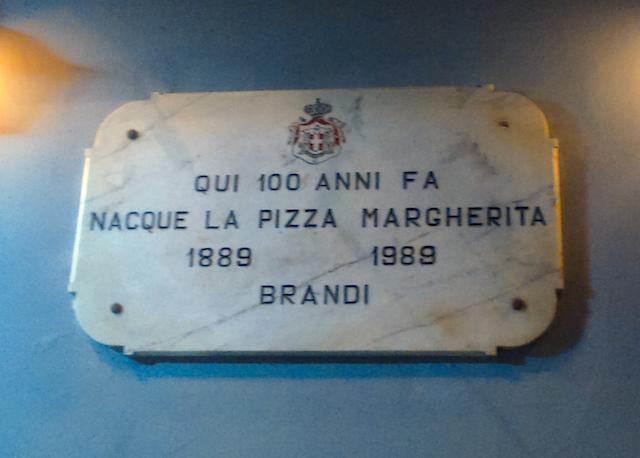 QUI 100 ANNI FA
NACQUE LA PIZZA MARGHERITA
1889 1989
BRANDI